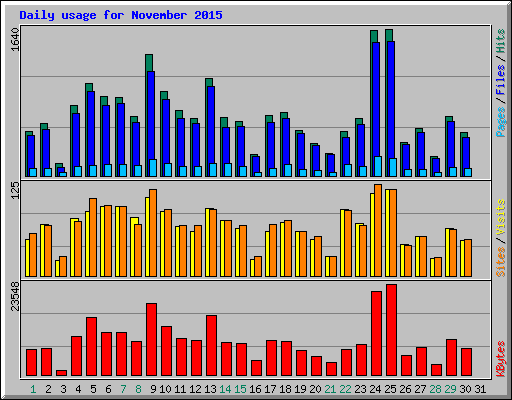 Daily usage for November 2015
1640
Pages / Files / Hits
125
Sites / Visits
23548
KBytes
1 2 3 4 5 6 7 8 9 10 11 12 13 14 15 16 17 18 19 20 21 22 23 24 25 26 27 28 29 30 31